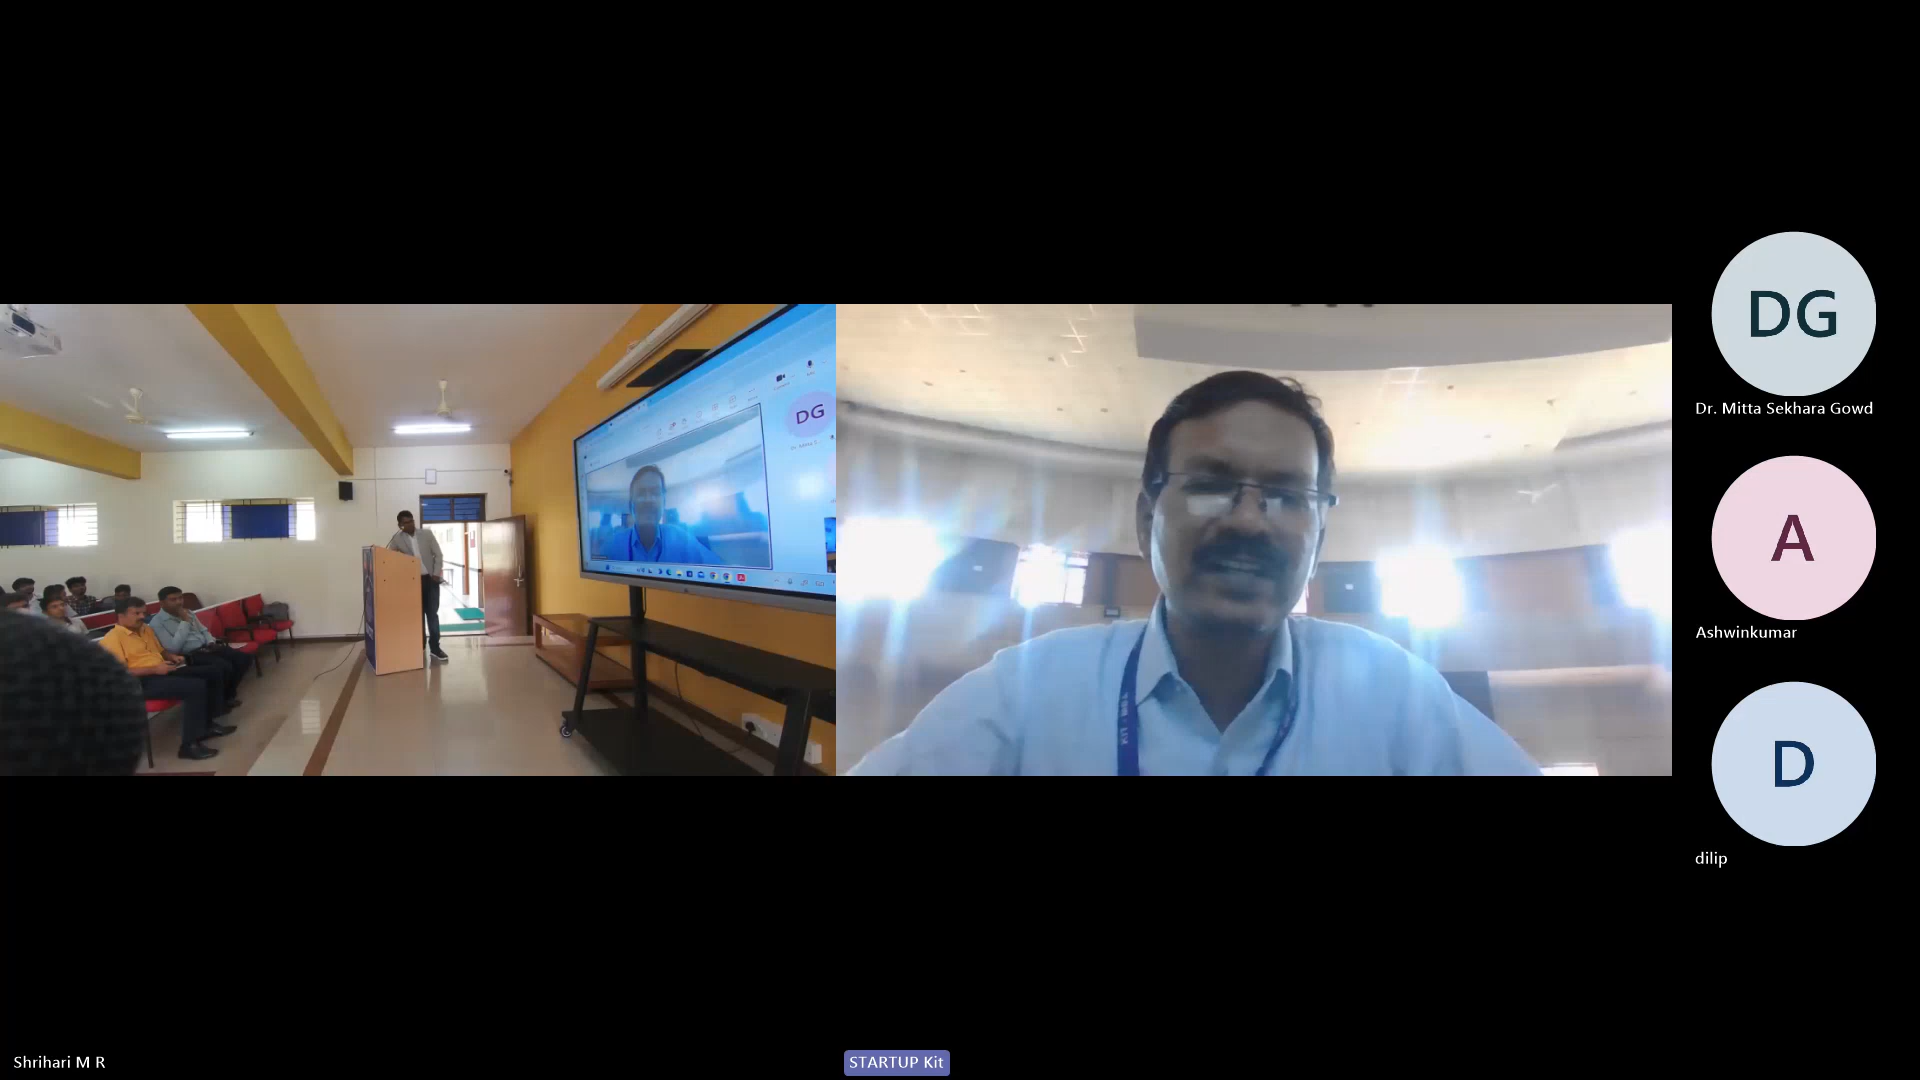 DG
DG
Dr. Mitta Sekhara Gowd
A
Ashwinkumar
D
dilip
Shrihari M R
STARTUP Kit